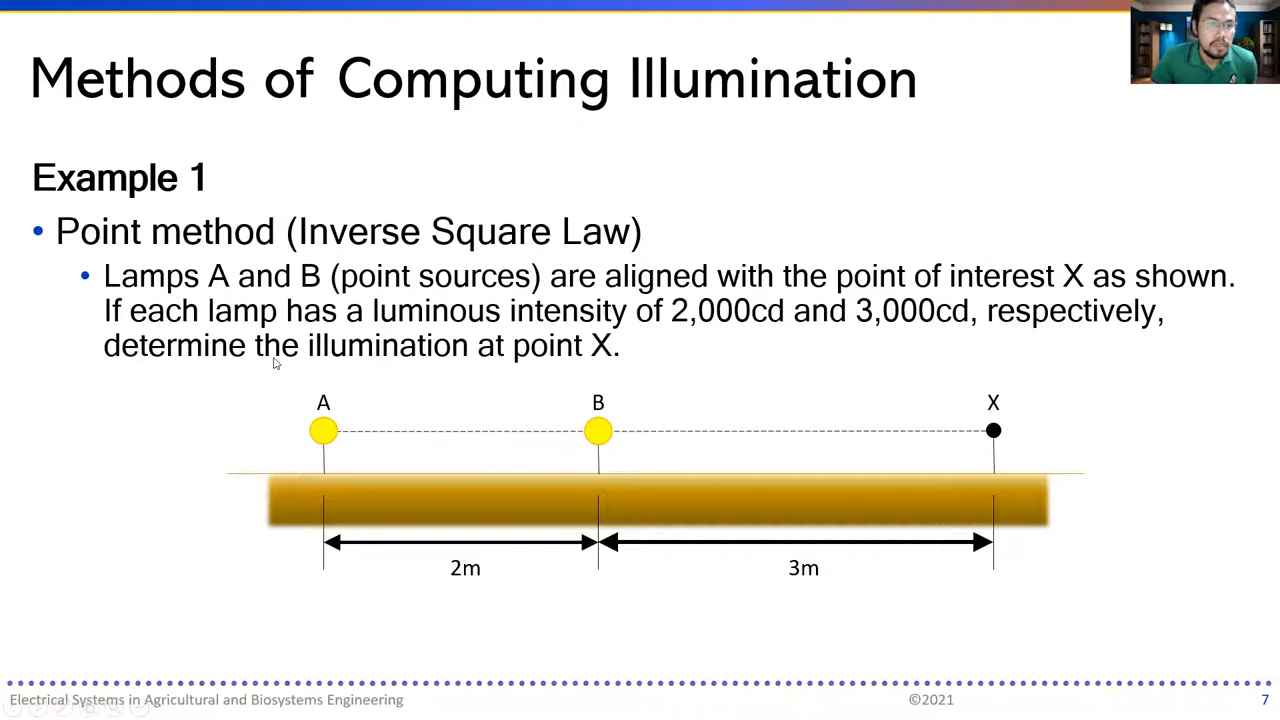 Methods of Computing Illumination
Example 1
• Point method (Inverse Square Law)
• Lamps A and B (point sources) are aligned with the point of interest X as shown.
If each lamp has a luminous intensity of 2,000cd and 3,000cd, respectively,
determine the illumination at point X.
A B X
2m 3m
Electrical Systems in Agricultural and Biosystems Engineering ©2021 7